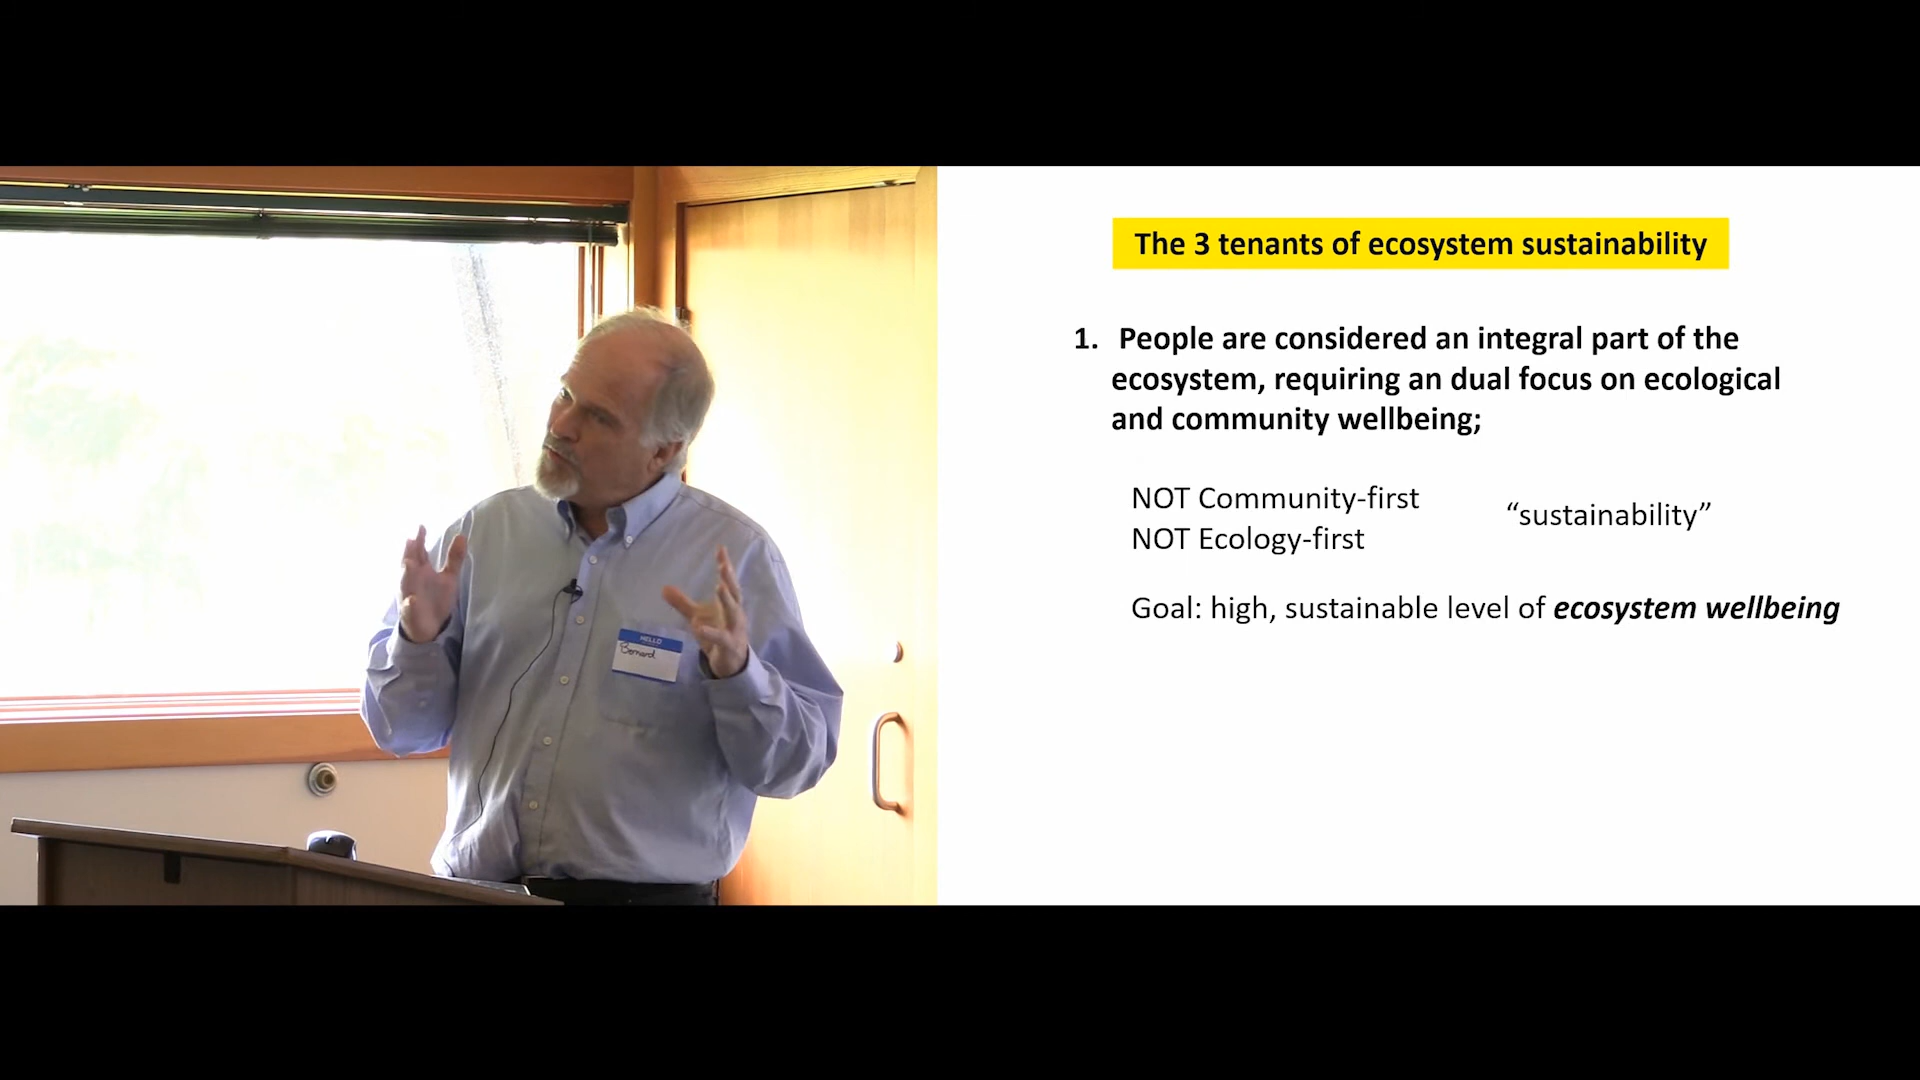 HELLO
Bernard
The 3 tenants of ecosystem sustainability
1. People are considered an integral part of the
ecosystem, requiring an dual focus on ecological
and community wellbeing;
NOT Community-first
NOT Ecology-first
“sustainability”
Goal: high, sustainable level of ecosystem wellbeing